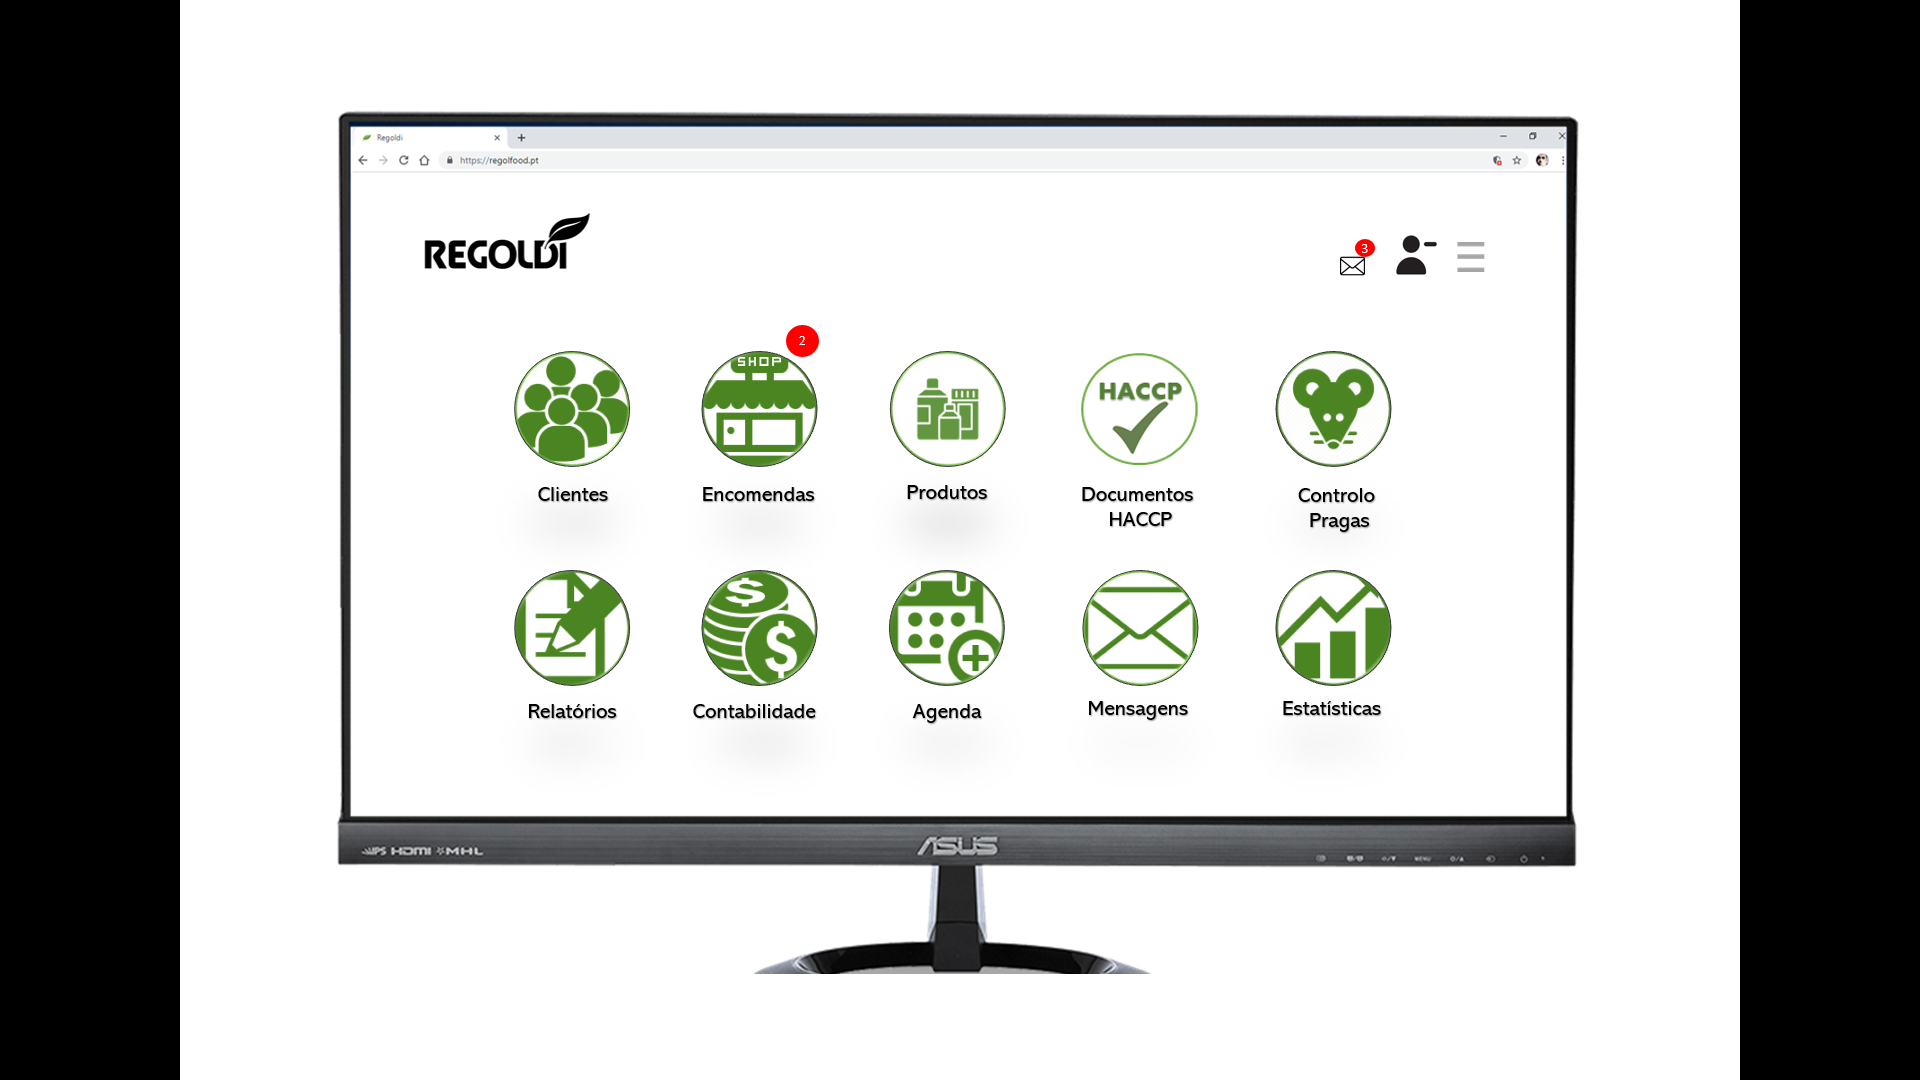 Regoldi
https://regolfood.pt
REGOLDI
3
2
SHOP
HACCP
Clientes
Encomendas
Produtos
Documentos
HACCP
Controlo
Pragas
$
$
Relatórios
Contabilidade
Agenda
Mensagens
Estatísticas
IPS HDMI MHL
ASUS
MENU